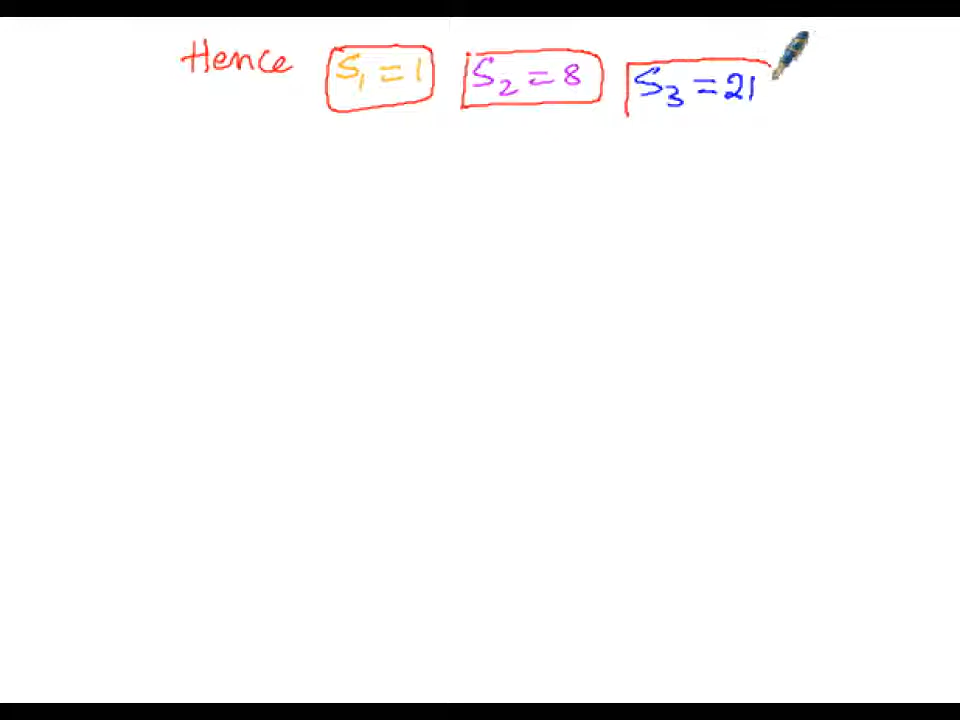 Hence S₁ = 1 S₂ = 8 S₃ = 21